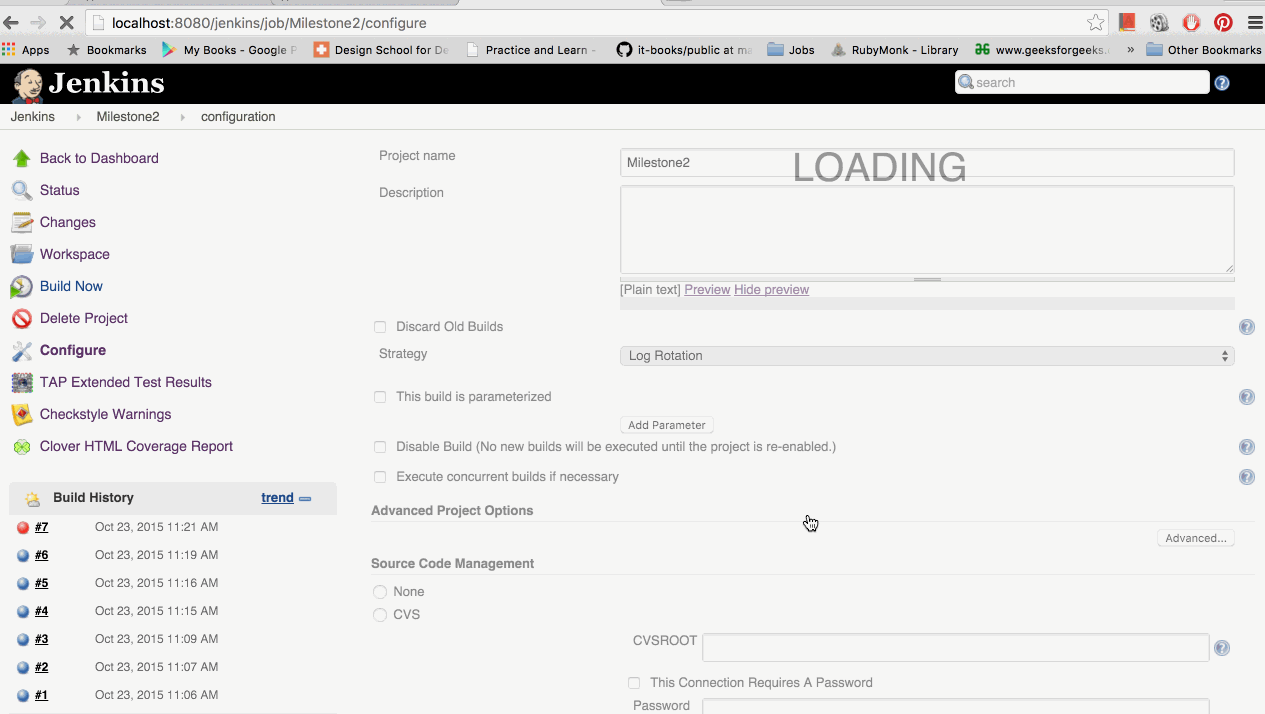 localhost:8080/jenkins/job/Milestone2/configure
Apps Bookmarks My Books - Google P Design School for De Practice and Learn - it-books/public at ma Jobs RubyMonk - Library www.geeksforgeeks. » Other Bookmarks
Jenkins
search
Jenkins Milestone2 configuration
Back to Dashboard
Status
Changes
Workspace
Build Now
Delete Project
Configure
TAP Extended Test Results
Checkstyle Warnings
Clover HTML Coverage Report
Build History trend
#7 Oct 23, 2015 11:21 AM
#6 Oct 23, 2015 11:19 AM
#5 Oct 23, 2015 11:16 AM
#4 Oct 23, 2015 11:15 AM
#3 Oct 23, 2015 11:09 AM
#2 Oct 23, 2015 11:07 AM
#1 Oct 23, 2015 11:06 AM
LOADING
Project name Milestone2
Description
[Plain text] Preview Hide preview
Discard Old Builds
Strategy Log Rotation
This build is parameterized
Add Parameter
Disable Build (No new builds will be executed until the project is re-enabled.)
Execute concurrent builds if necessary
Advanced Project Options
Advanced...
Source Code Management
None
CVS
CVSROOT
This Connection Requires A Password
Password